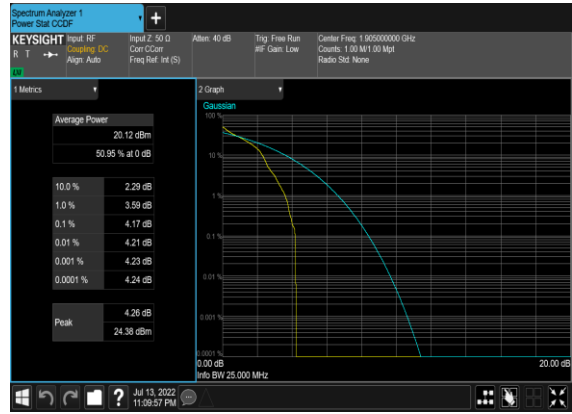 Spectrum Analyzer 1
Power Stat CCDF
KEYSIGHT
R T
LXI
Input: RF
Coupling: DC
Align: Auto
Input Z: 50 Ω
Corr CCorr
Freq Ref: Int (S)
Atten: 40 dB
Trig: Free Run
#IF Gain: Low
Center Freq: 1.905000000 GHz
Counts: 1.00 M/1.00 Mpt
Radio Std: None
1 Metrics
Average Power
20.12 dBm
50.95 % at 0 dB
10.0 % 2.29 dB
1.0 % 3.59 dB
0.1 % 4.17 dB
0.01 % 4.21 dB
0.001 % 4.23 dB
0.0001 % 4.24 dB
Peak
4.26 dB
24.38 dBm
2 Graph
Gaussian
100 %
10 %
1 %
0.1 %
0.01 %
0.001 %
0.0001 %
0.00 dB
20.00 dB
Info BW 25.000 MHz
Jul 13, 2022
11:09:57 PM